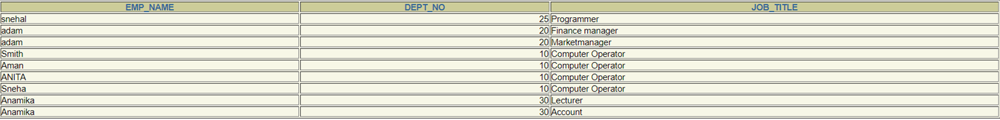 EMP_NAME DEPT_NO JOB_TITLE
snehal 25 Programmer
adam 20 Finance manager
adam 20 Marketmanager
Smith 10 Computer Operator
Aman 10 Computer Operator
ANITA 10 Computer Operator
Sneha 10 Computer Operator
Anamika 30 Lecturer
Anamika 30 Account